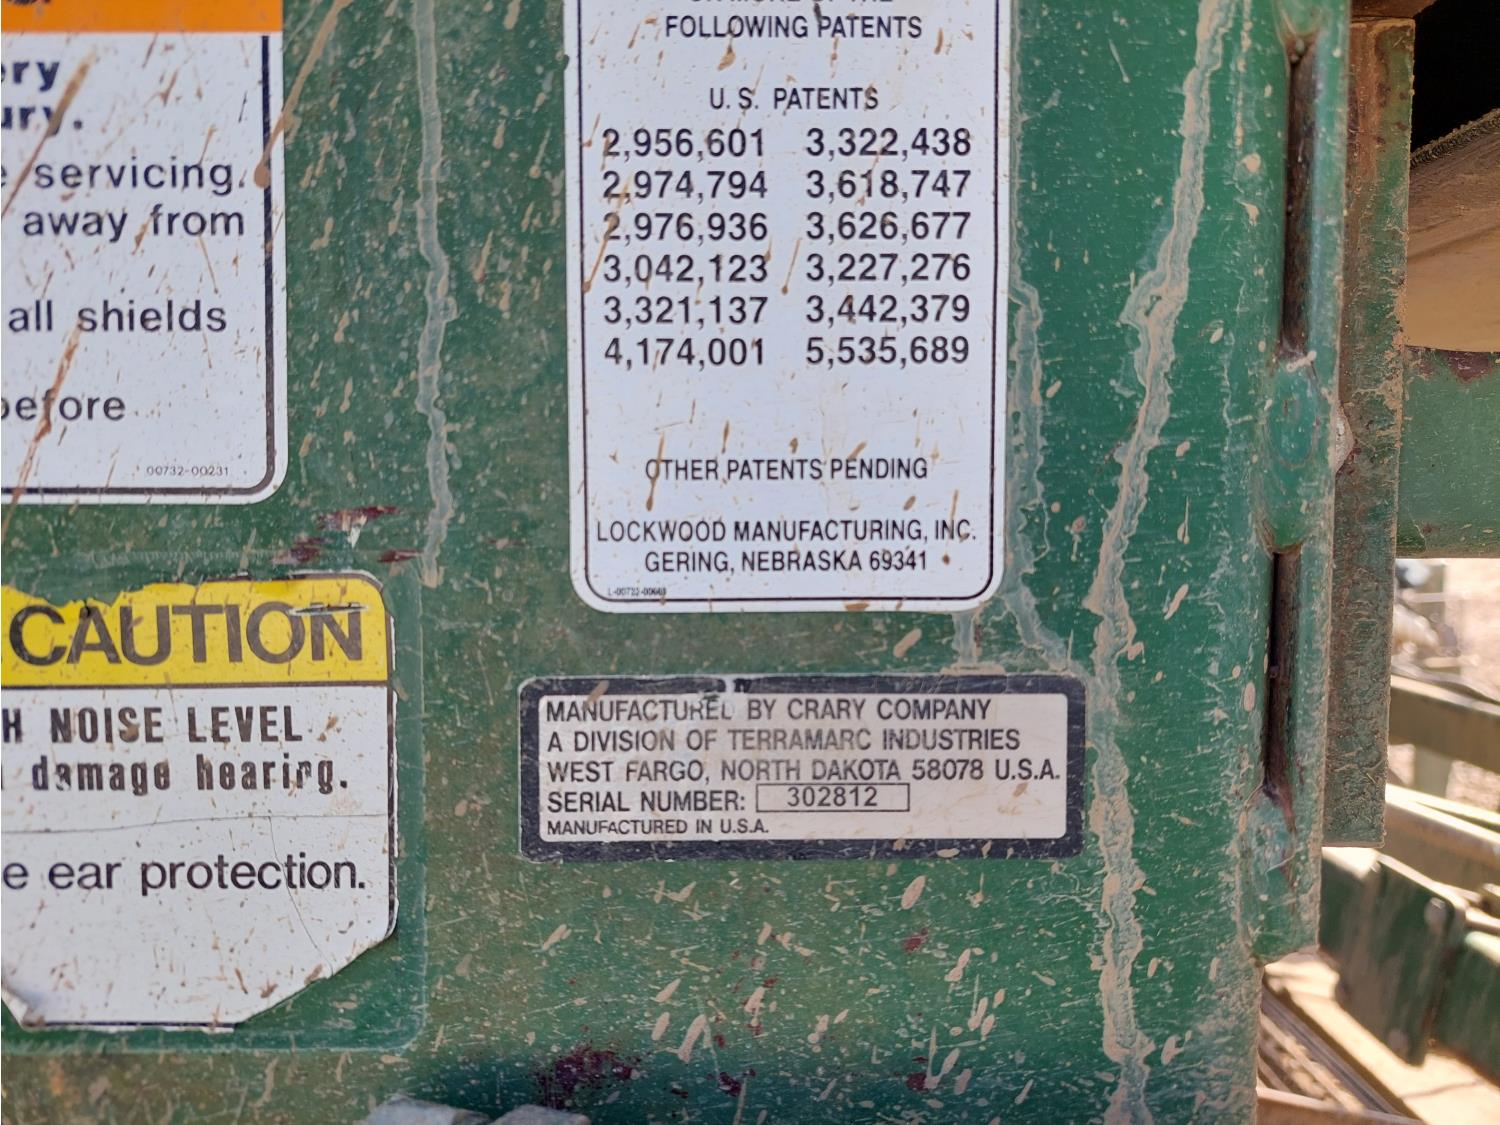 ery
ury.
servicing.
away from
all shields
before
00732-00231
FOLLOWING PATENTS
U. S. PATENTS
2,956,601 3,322,438
2,974,794 3,618,747
2,976,936 3,626,677
3,042,123 3,227,276
3,321,137 3,442,379
4,174,001 5,535,689
OTHER PATENTS PENDING
LOCKWOOD MANUFACTURING, INC.
GERING, NEBRASKA 69341
CAUTION
H NOISE LEVEL
damage hearing.
e ear protection.
MANUFACTURED BY CRARY COMPANY
A DIVISION OF TERRAMARC INDUSTRIES
WEST FARGO, NORTH DAKOTA 58078 U.S.A.
SERIAL NUMBER: 302812
MANUFACTURED IN U.S.A.